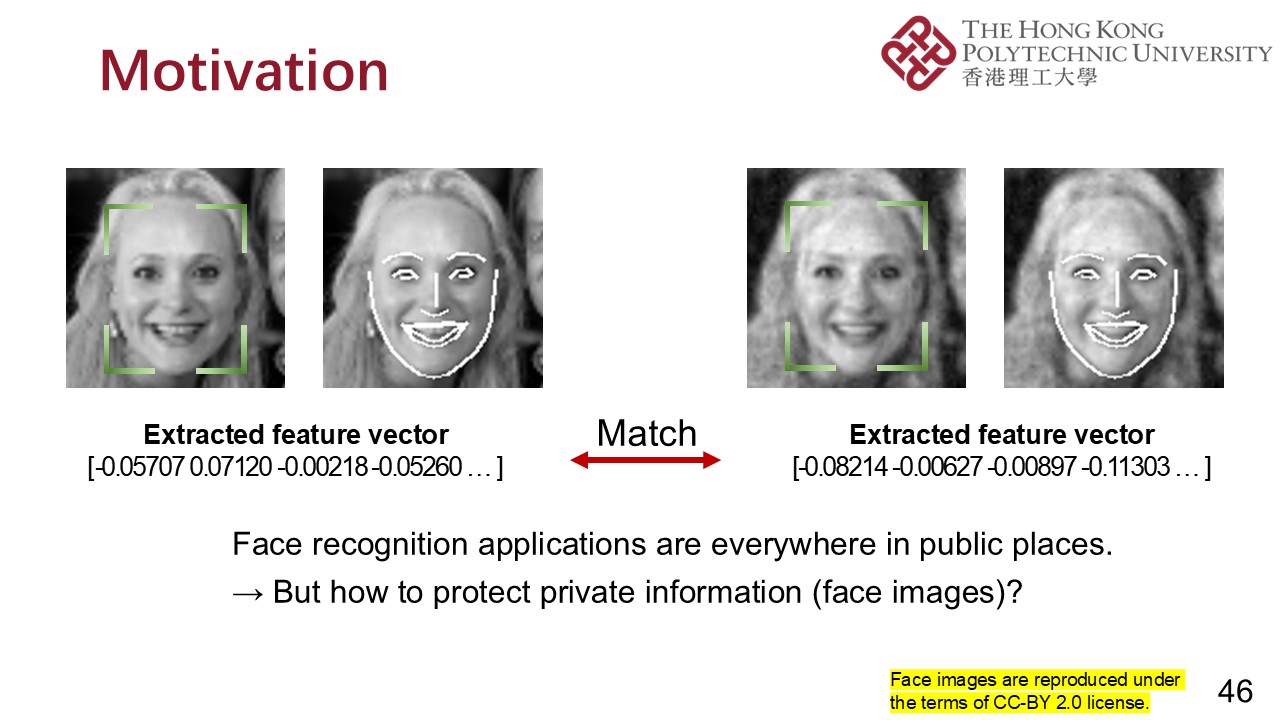 Motivation
THE HONG KONG
POLYTECHNIC UNIVERSITY
香港理工大學
Extracted feature vector
[-0.05707 0.07120 -0.00218 -0.05260 … ]
Match
Extracted feature vector
[-0.08214 -0.00627 -0.00897 -0.11303 … ]
Face recognition applications are everywhere in public places.
→ But how to protect private information (face images)?
Face images are reproduced under
the terms of CC-BY 2.0 license.
46